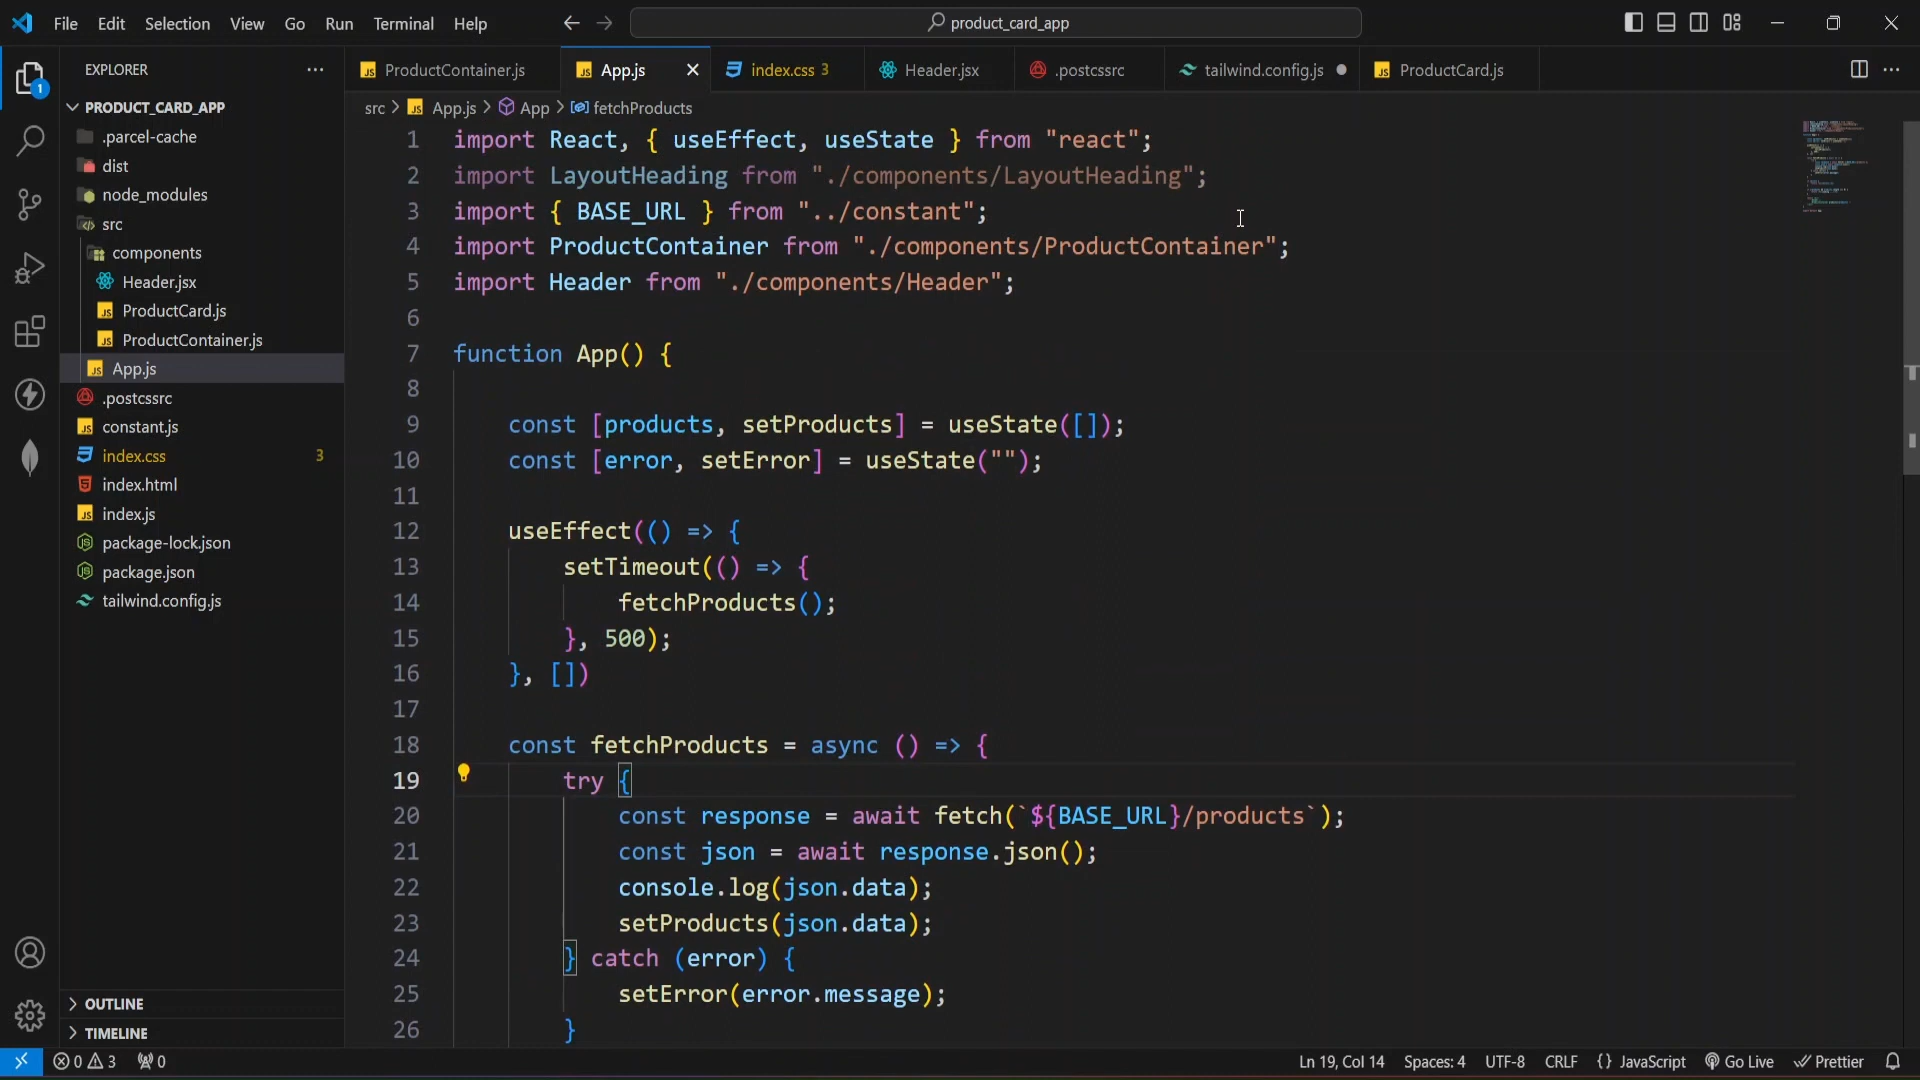 File Edit Selection View Go Run Terminal Help
product_card_app
EXPLORER
1
PRODUCT_CARD_APP
.parcel-cache
dist
node_modules
src
components
Header.jsx
ProductCard.js
ProductContainer.js
App.js
.postcssrc
constant.js
index.css 3
index.html
index.js
package-lock.json
package.json
tailwind.config.js
OUTLINE
TIMELINE
ProductContainer.js App.js index.css 3 Header.jsx .postcssrc tailwind.config.js ProductCard.js
src > App.js > App > fetchProducts
1 import React, { useEffect, useState } from "react";
2 import LayoutHeading from "./components/LayoutHeading";
3 import { BASE_URL } from "../constant";
4 import ProductContainer from "./components/ProductContainer";
5 import Header from "./components/Header";
6
7 function App() {
8
9 const [products, setProducts] = useState([]);
10 const [error, setError] = useState("");
11
12 useEffect(() => {
13 setTimeout(() => {
14 fetchProducts();
15 }, 500);
16 }, [])
17
18 const fetchProducts = async () => {
19 try {
20 const response = await fetch(`${BASE_URL}/products`);
21 const json = await response.json();
22 console.log(json.data);
23 setProducts(json.data);
24 } catch (error) {
25 setError(error.message);
26 }
0 3 0 Ln 19, Col 14 Spaces: 4 UTF-8 CRLF {} JavaScript Go Live Prettier